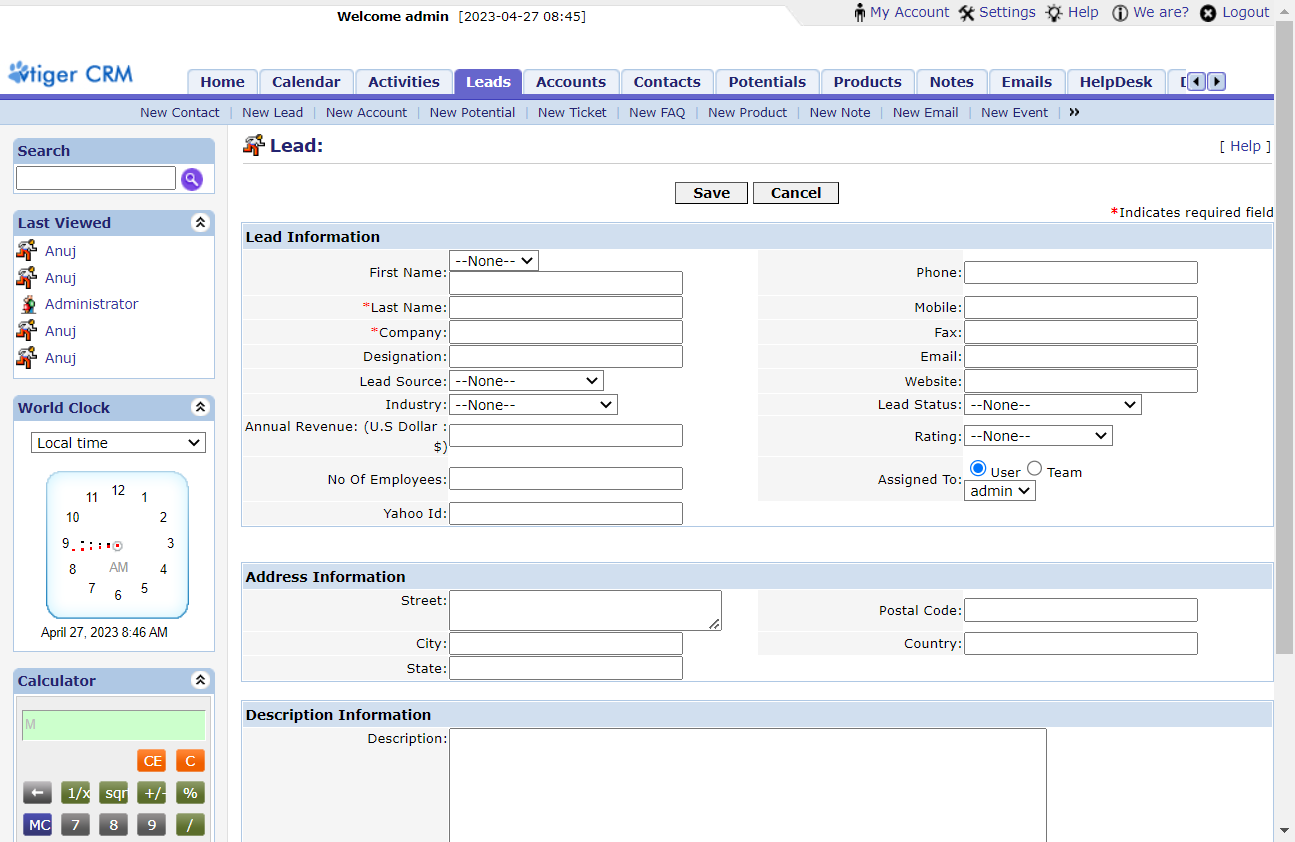 Welcome admin [2023-04-27 08:45]
My Account Settings Help We are? Logout
vtiger CRM
Home Calendar Activities Leads Accounts Contacts Potentials Products Notes Emails HelpDesk
New Contact | New Lead | New Account | New Potential | New Ticket | New FAQ | New Product | New Note | New Email | New Event | »
Search
Last Viewed
Anuj
Anuj
Administrator
Anuj
Anuj
World Clock
Local time
12
11 1
10 2
9 3
8 AM 4
7 5
6
April 27, 2023 8:46 AM
Calculator
M
CE C
← 1/x sqr +/- %
MC 7 8 9 /
Lead:
[ Help ]
Save Cancel
*Indicates required field
Lead Information
First Name: --None--
Phone:
*Last Name:
Mobile:
*Company:
Fax:
Designation:
Email:
Lead Source: --None--
Website:
Industry: --None--
Lead Status: --None--
Annual Revenue: (U.S Dollar :
$)
Rating: --None--
No Of Employees:
Assigned To: User Team
admin
Yahoo Id:
Address Information
Street:
Postal Code:
City:
Country:
State:
Description Information
Description: